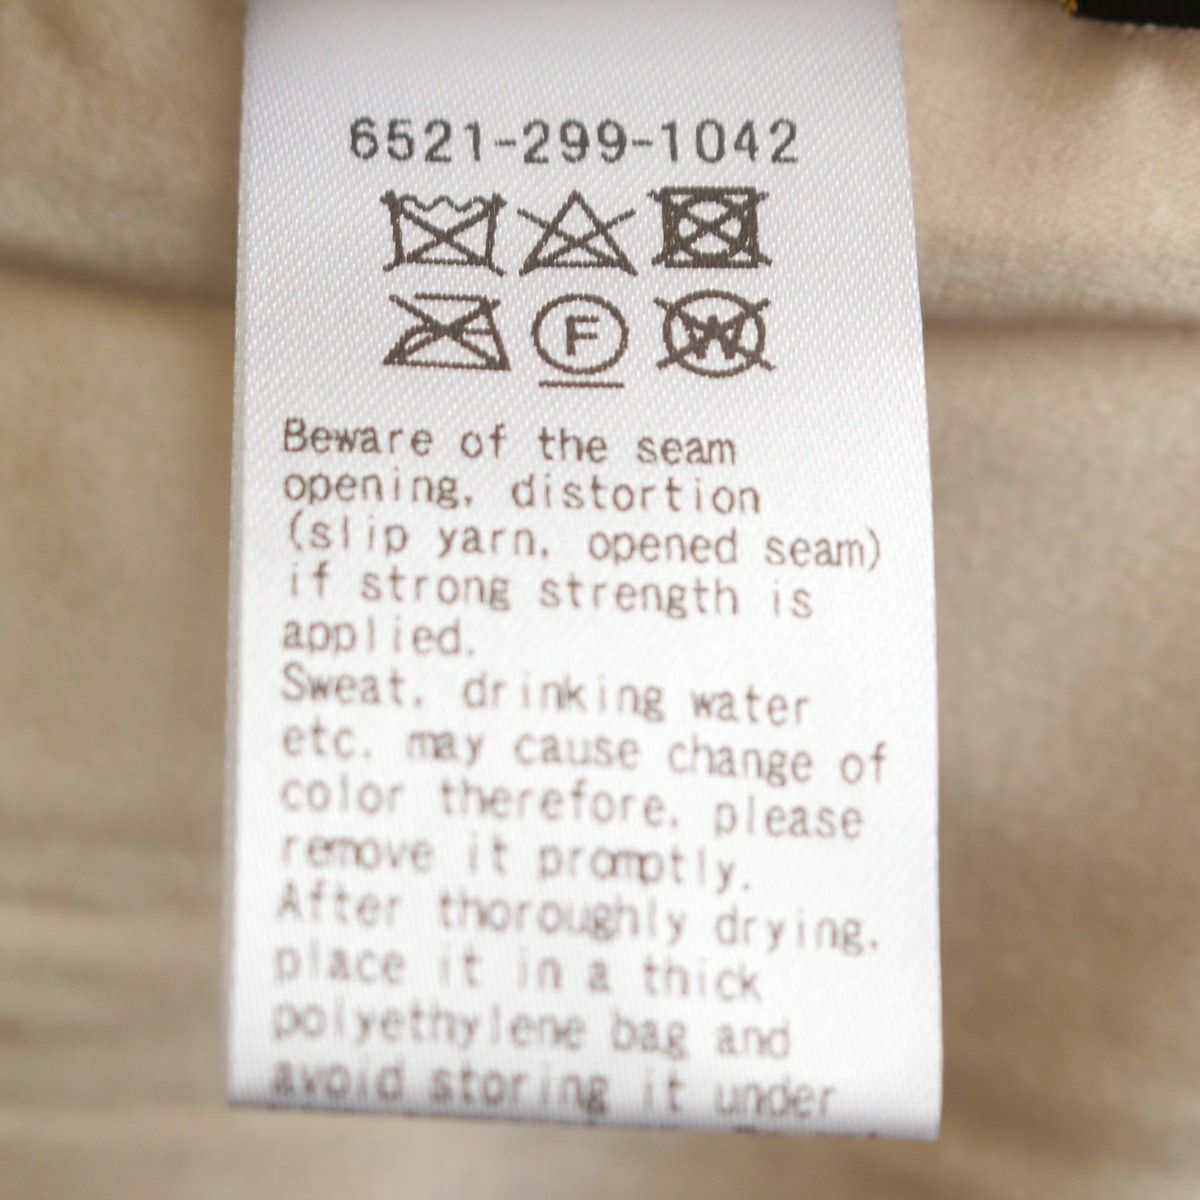 6521-299-1042
F
W
Beware of the seam
opening, distortion
(slip yarn, opened seam)
if strong strength is
applied.
Sweat, drinking water
etc. may cause change of
color therefore, please
remove it promptly.
After thoroughly drying,
place it in a thick
polyethylene bag and
avoid storing it under